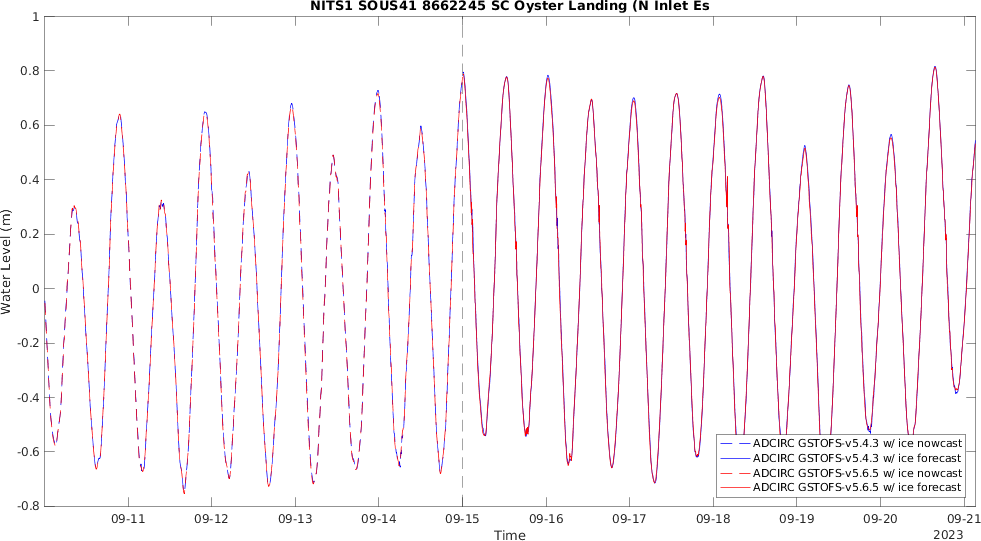 NITS1 SOUS41 8662245 SC Oyster Landing (N Inlet Es
1
0.8
0.6
0.4
0.2
0
-0.2
-0.4
-0.6
-0.8
Water Level (m)
09-11 09-12 09-13 09-14 09-15 09-16 09-17 09-18 09-19 09-20 09-21
Time
2023
ADCIRC GSTOFS-v5.4.3 w/ ice nowcast
ADCIRC GSTOFS-v5.4.3 w/ ice forecast
ADCIRC GSTOFS-v5.6.5 w/ ice nowcast
ADCIRC GSTOFS-v5.6.5 w/ ice forecast